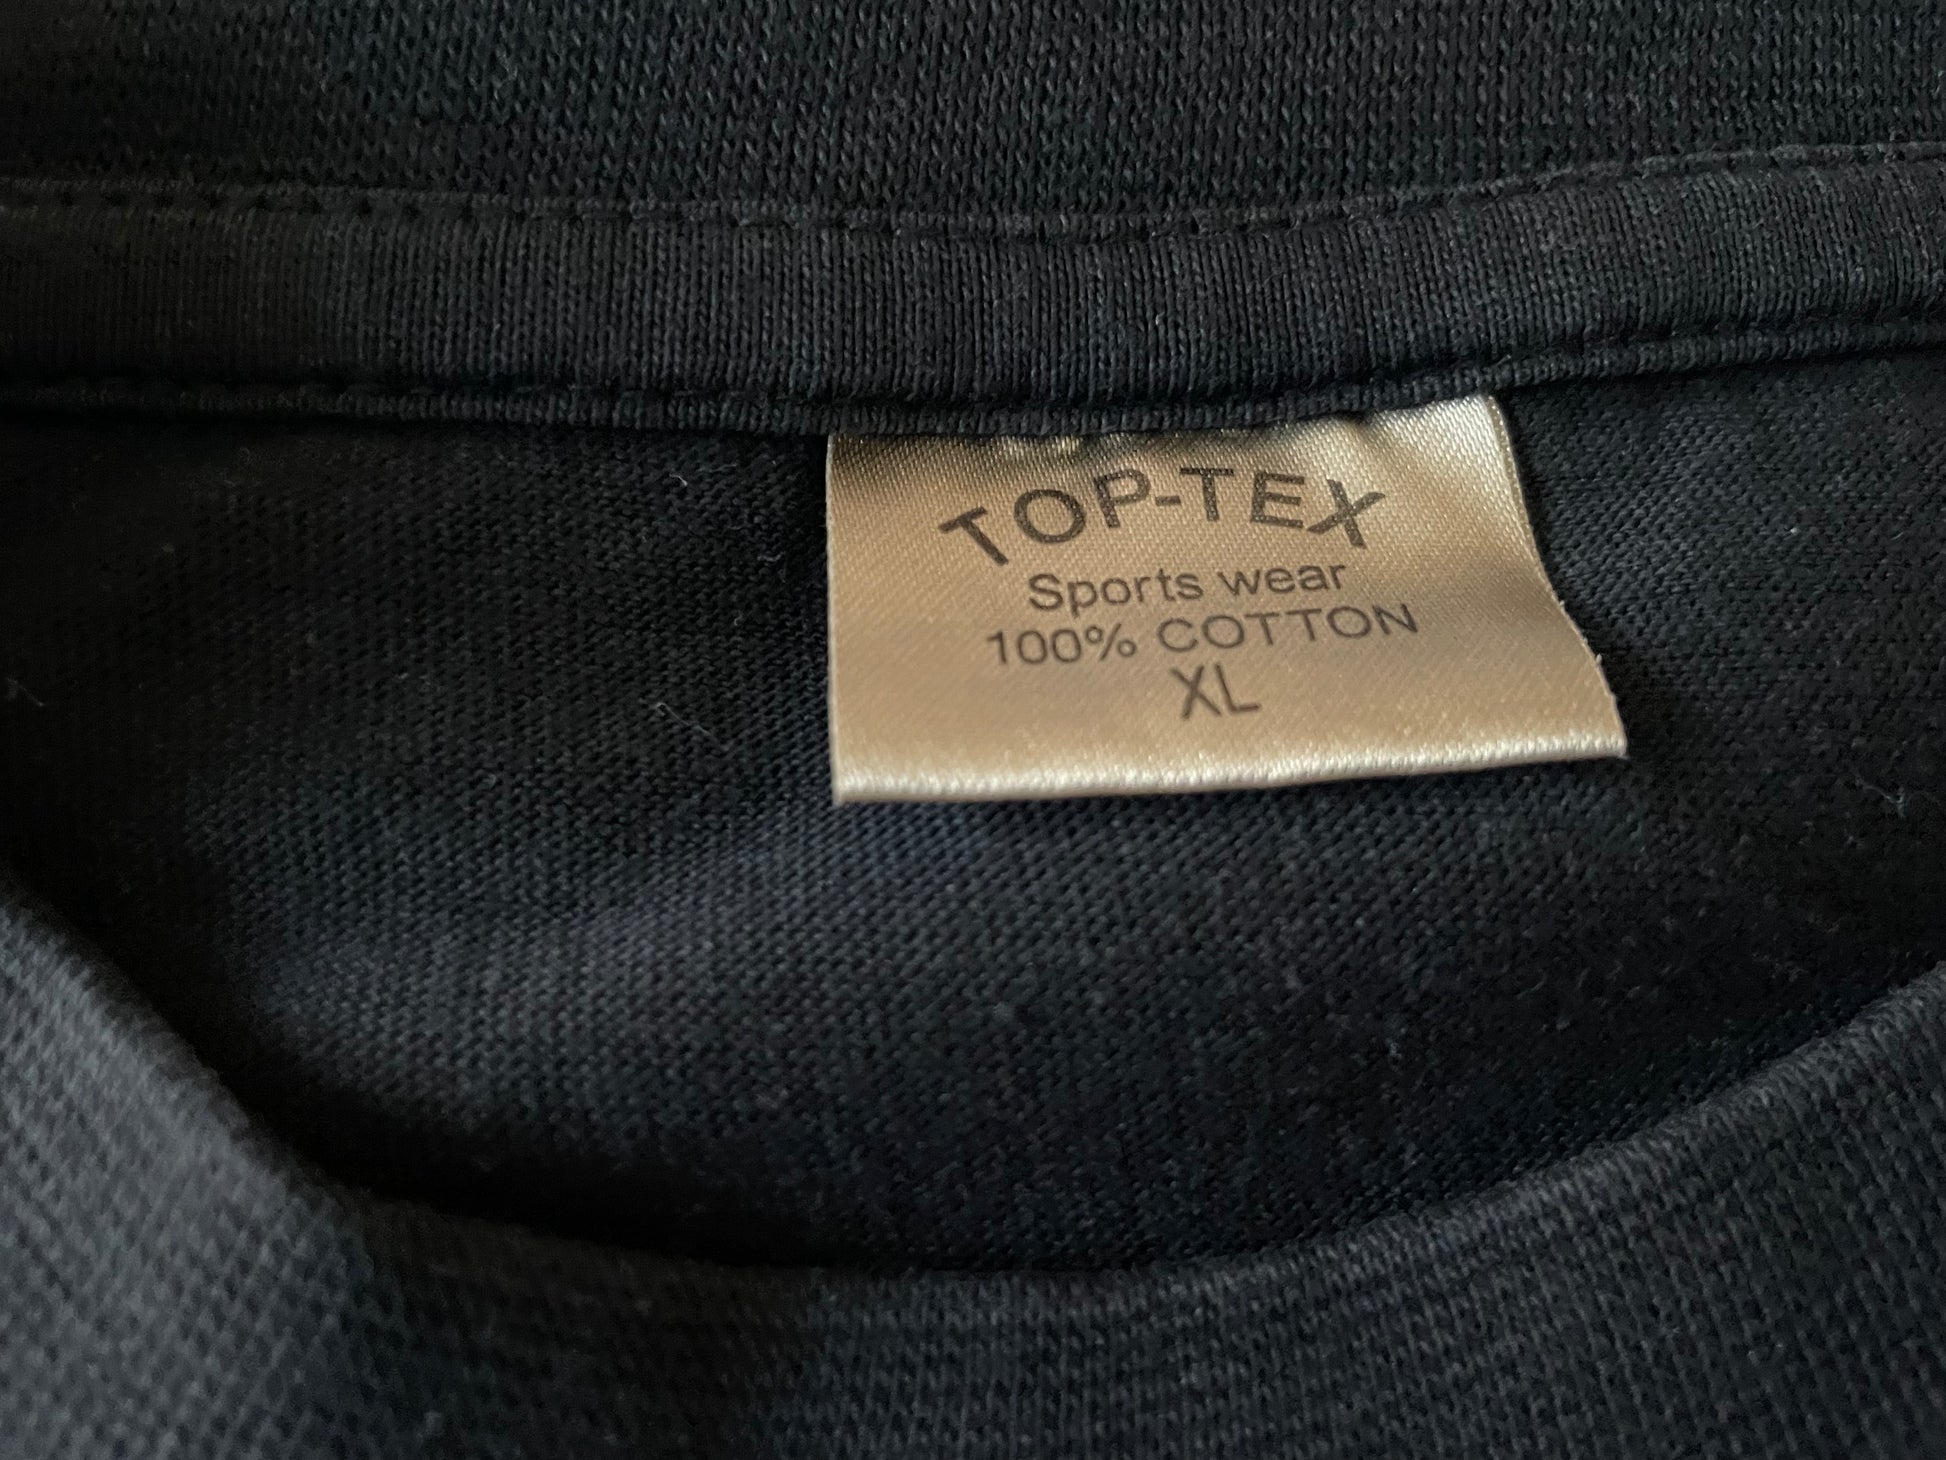 TOP-TEX
Sports wear
100% COTTON
XL